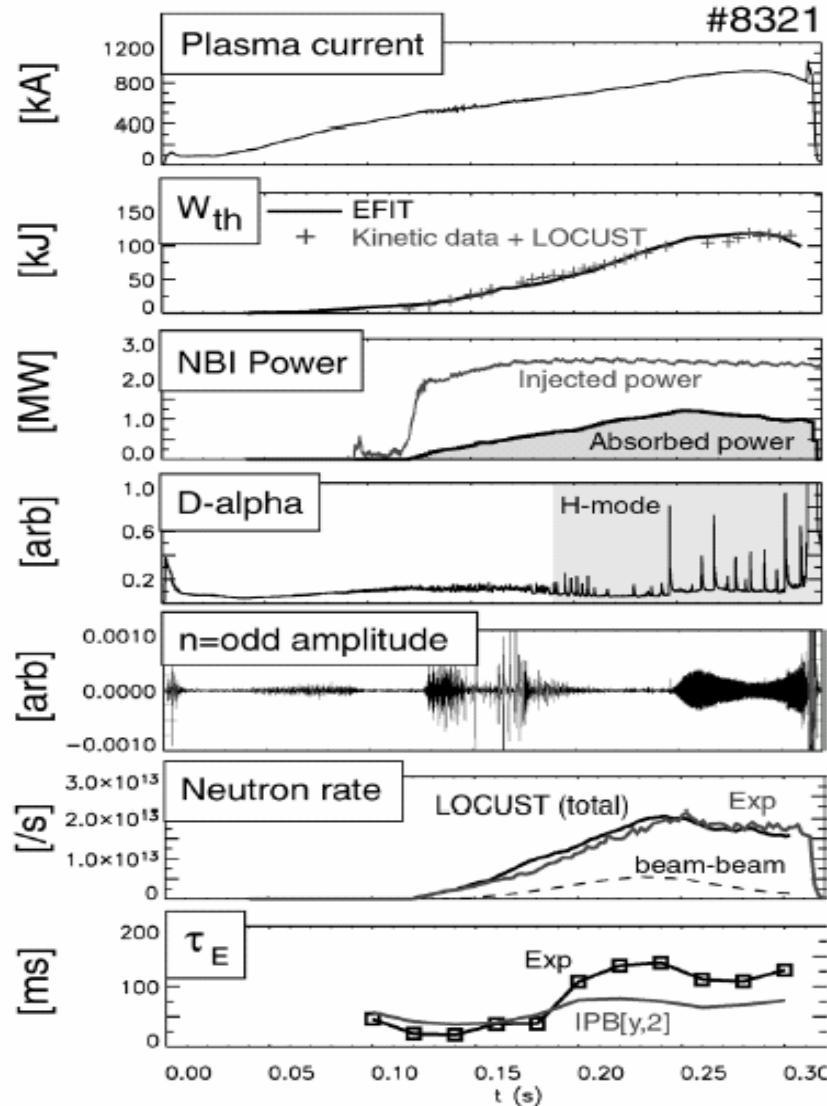 #8321
Plasma current
[kA]
1200
800
400
0
W_th
EFIT
Kinetic data + LOCUST
[kJ]
150
100
50
0
NBI Power
Injected power
Absorbed power
[MW]
3.0
2.0
1.0
0.0
D-alpha
H-mode
[arb]
1.0
0.6
0.2
n=odd amplitude
[arb]
0.0010
0.0000
-0.0010
Neutron rate
LOCUST (total)
Exp
beam-beam
[/s]
3.0×10¹³
2.0×10¹³
1.0×10¹³
0
τ_E
Exp
IPB[y,2]
[ms]
200
100
0
0.00 0.05 0.10 0.15 0.20 0.25 0.30
t (s)